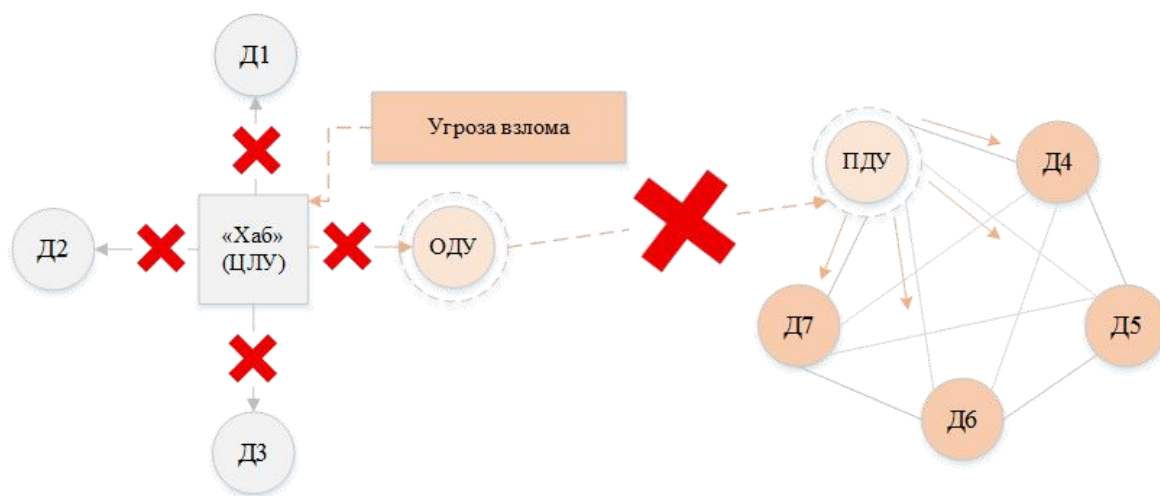 Д1
Угроза взлома
ПДУ
Д4
Д2
«Хаб»
(ЦЛУ)
ОДУ
Д7
Д5
Д6
Д3